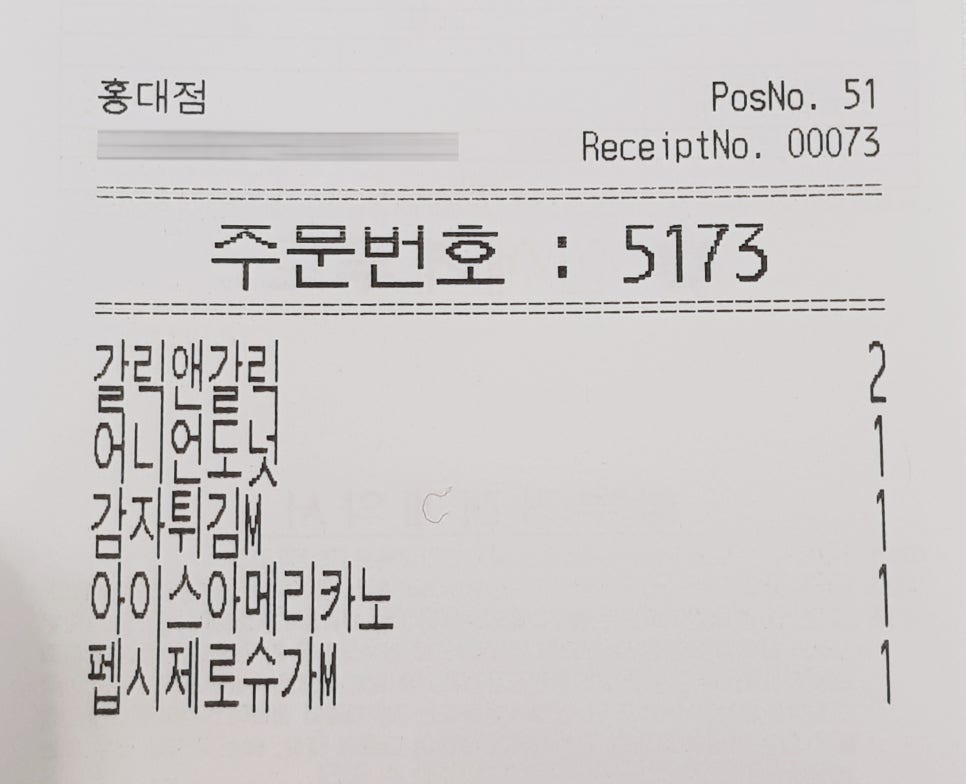 홍대점 PosNo. 51
ReceiptNo. 00073
주문번호 : 5173
갈릭앤갈릭 2
어니언도넛 1
감자튀김M 1
아이스아메리카노 1
펩시제로슈가M 1